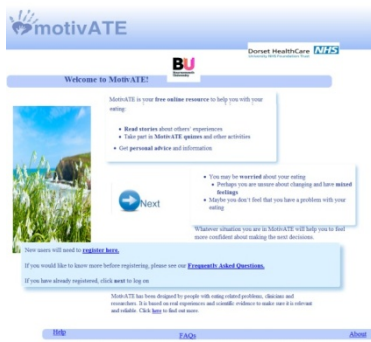 motivATE
Dorset HealthCare NHS
University NHS Foundation Trust
BU
Bournemouth
University
Welcome to MotivATE!
MotivATE is your free online resource to help you with your
eating:
Read stories about others' experiences
Take part in MotivATE quizzes and other activities
Get personal advice and information
Next
You may be worried about your eating
Perhaps you are unsure about changing and have mixed
feelings
Maybe you don't feel that you have a problem with your
eating
Whatever situation you are in MotivATE will help you to feel
more confident about making the next decisions.
New users will need to register here.
If you would like to know more before registering, please see our Frequently Asked Questions.
If you have already registered, click next to log on
MotivATE has been designed by people with eating related problems, clinicians and
researchers. It is based on real experiences and scientific evidence to make sure it is relevant
and reliable. Click here to find out more.
Help
FAQs
About